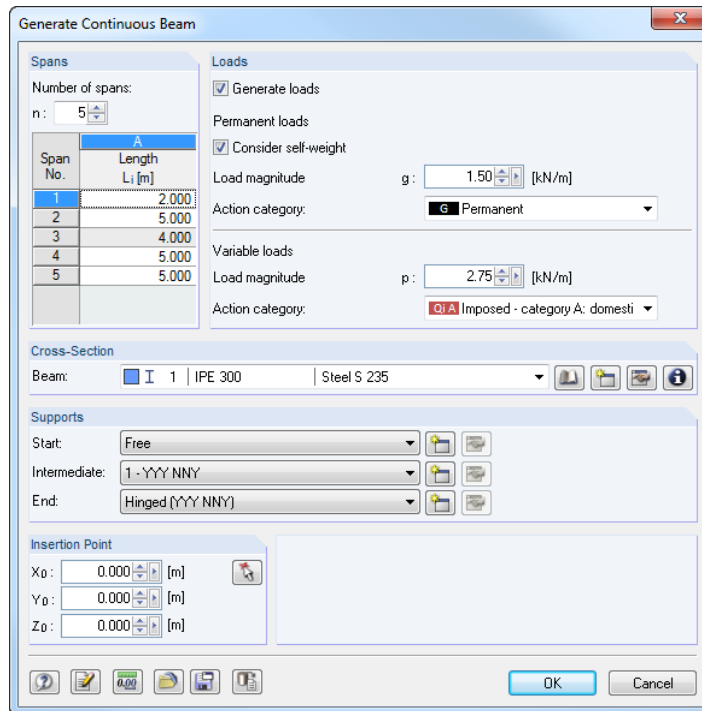 Generate Continuous Beam
Spans
Number of spans:
n : 5
A
Span No. Length Li [m]
1 2.000
2 5.000
3 4.000
4 5.000
5 5.000
Loads
Generate loads
Permanent loads
Consider self-weight
Load magnitude g : 1.50 [kN/m]
Action category: G Permanent
Variable loads
Load magnitude p : 2.75 [kN/m]
Action category: Qi A Imposed - category A: domesti
Cross-Section
Beam: 1 IPE 300 Steel S 235
Supports
Start: Free
Intermediate: 1 - YYY NNY
End: Hinged (YYY NNY)
Insertion Point
X0 : 0.000 [m]
Y0 : 0.000 [m]
Z0 : 0.000 [m]
0.00
OK Cancel